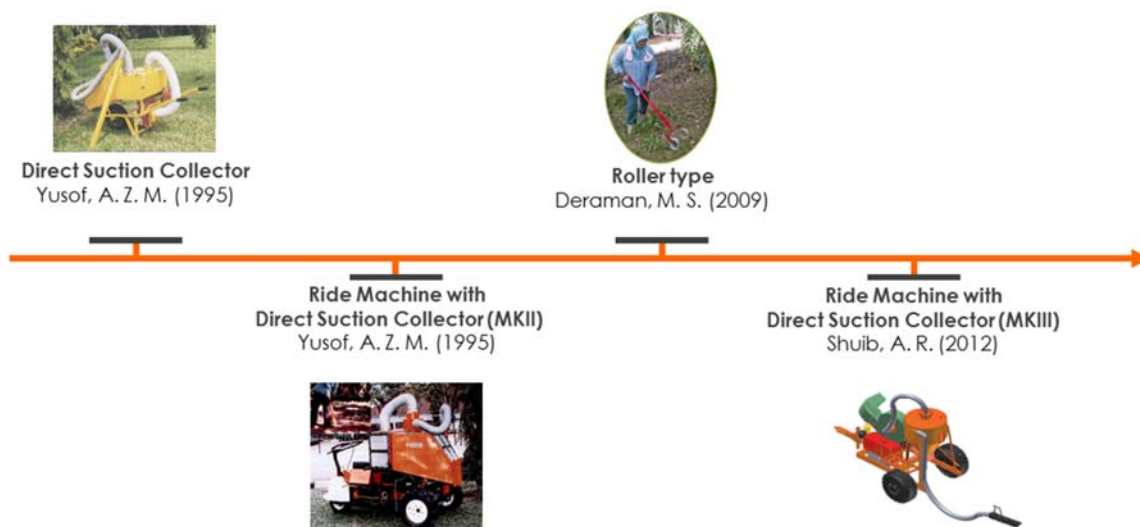 Direct Suction Collector
Yusof, A. Z. M. (1995)
Roller type
Deraman, M. S. (2009)
Ride Machine with
Direct Suction Collector (MKII)
Yusof, A. Z. M. (1995)
Ride Machine with
Direct Suction Collector (MKIII)
Shuib, A. R. (2012)